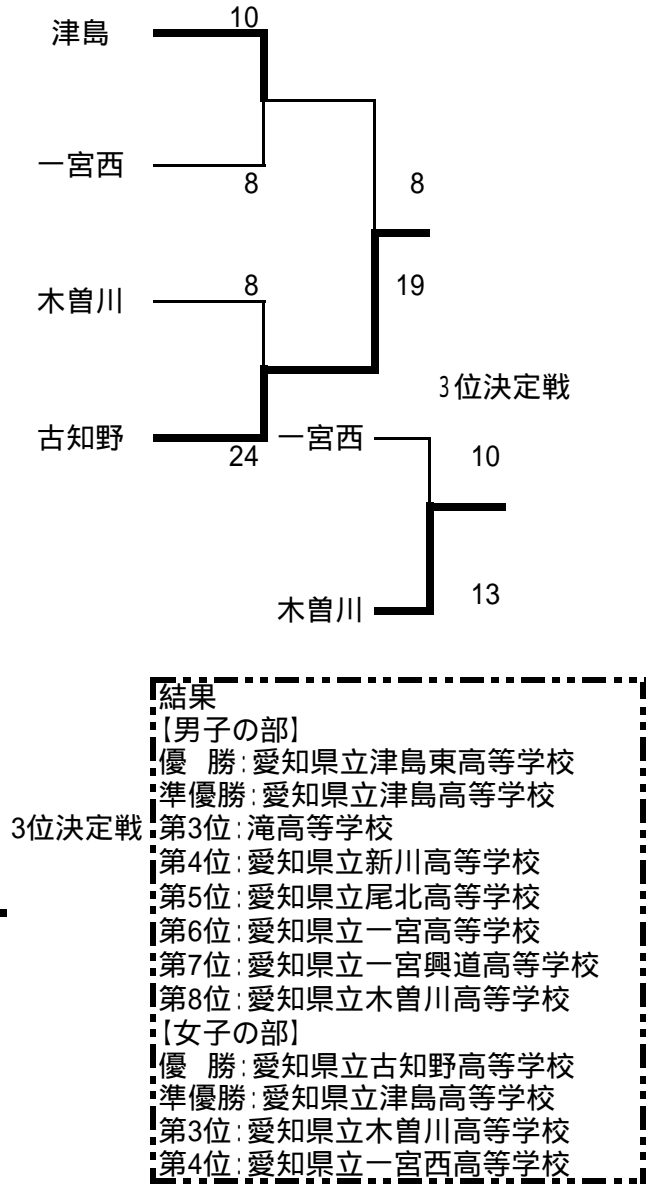 10
津島
一宮西
8
8
木曽川
8
19
3位決定戦
古知野
24
一宮西
10
13
木曽川
結果
【男子の部】
優 勝:愛知県立津島東高等学校
準優勝:愛知県立津島高等学校
3位決定戦
第3位:滝高等学校
第4位:愛知県立新川高等学校
第5位:愛知県立尾北高等学校
第6位:愛知県立一宮高等学校
第7位:愛知県立一宮興道高等学校
第8位:愛知県立木曽川高等学校
【女子の部】
優 勝:愛知県立古知野高等学校
準優勝:愛知県立津島高等学校
第3位:愛知県立木曽川高等学校
第4位:愛知県立一宮西高等学校